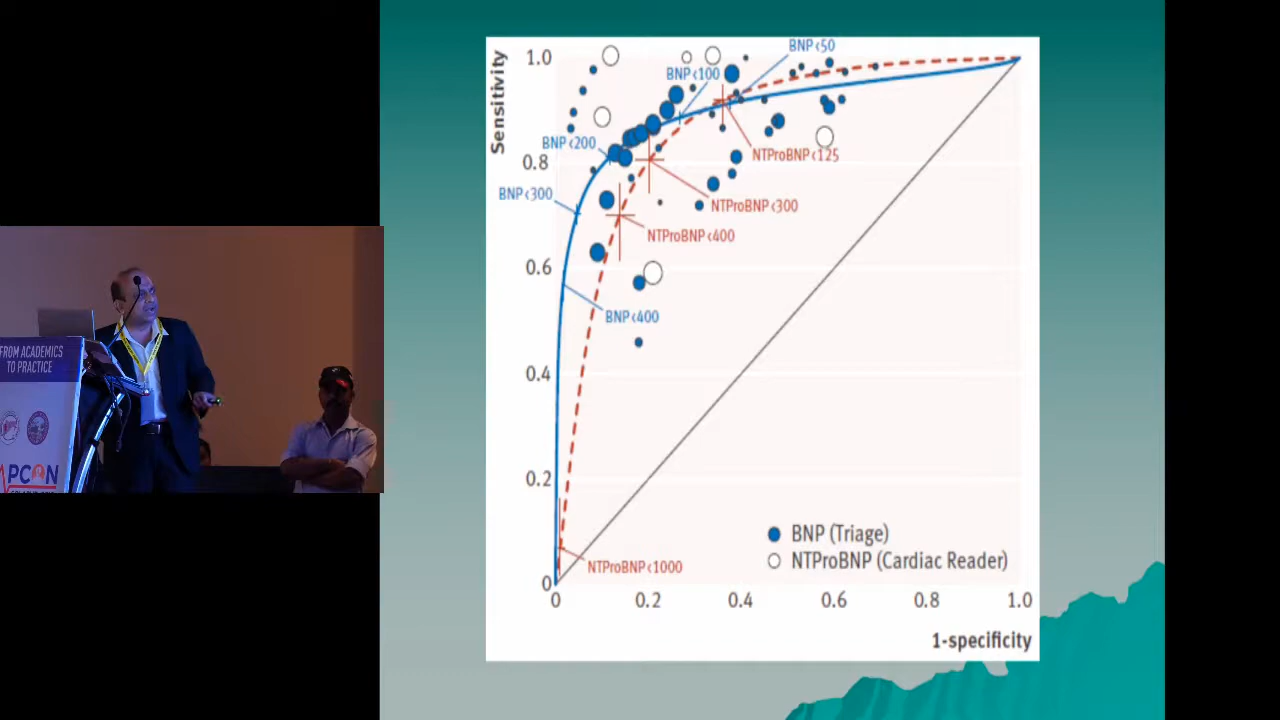 FROM ACADEMICS
TO PRACTICE
PCON
Sensitivity
1.0
0.8
0.6
0.4
0.2
0
BNP<50
BNP<100
BNP<200
BNP<300
BNP<400
NTProBNP<125
NTProBNP<300
NTProBNP<400
NTProBNP<1000
BNP (Triage)
NTProBNP (Cardiac Reader)
0
0.2
0.4
0.6
0.8
1.0
1-specificity